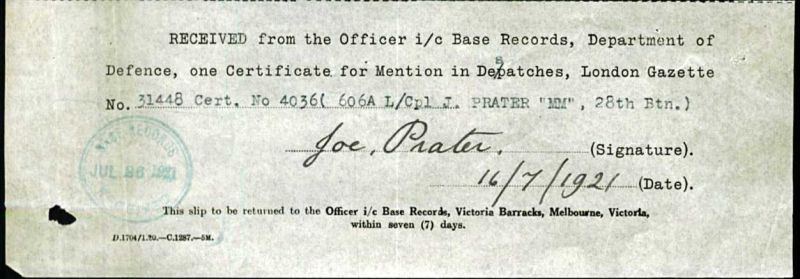 RECEIVED from the Officer i/c Base Records, Department of
Defence, one Certificate for Mention in Despatches, London Gazette
No. 31448 Cert. No 4036( 606A L/Cpl J. PRATER "MM", 28th Btn.)
Joe, Prater. (Signature).
16/7/1921 (Date).
BASE RECORDS
JUL 26 1921
This slip to be returned to the Officer i/c Base Records, Victoria Barracks, Melbourne, Victoria,
within seven (7) days.
D.1704/1.20.—C.1287.—5M.